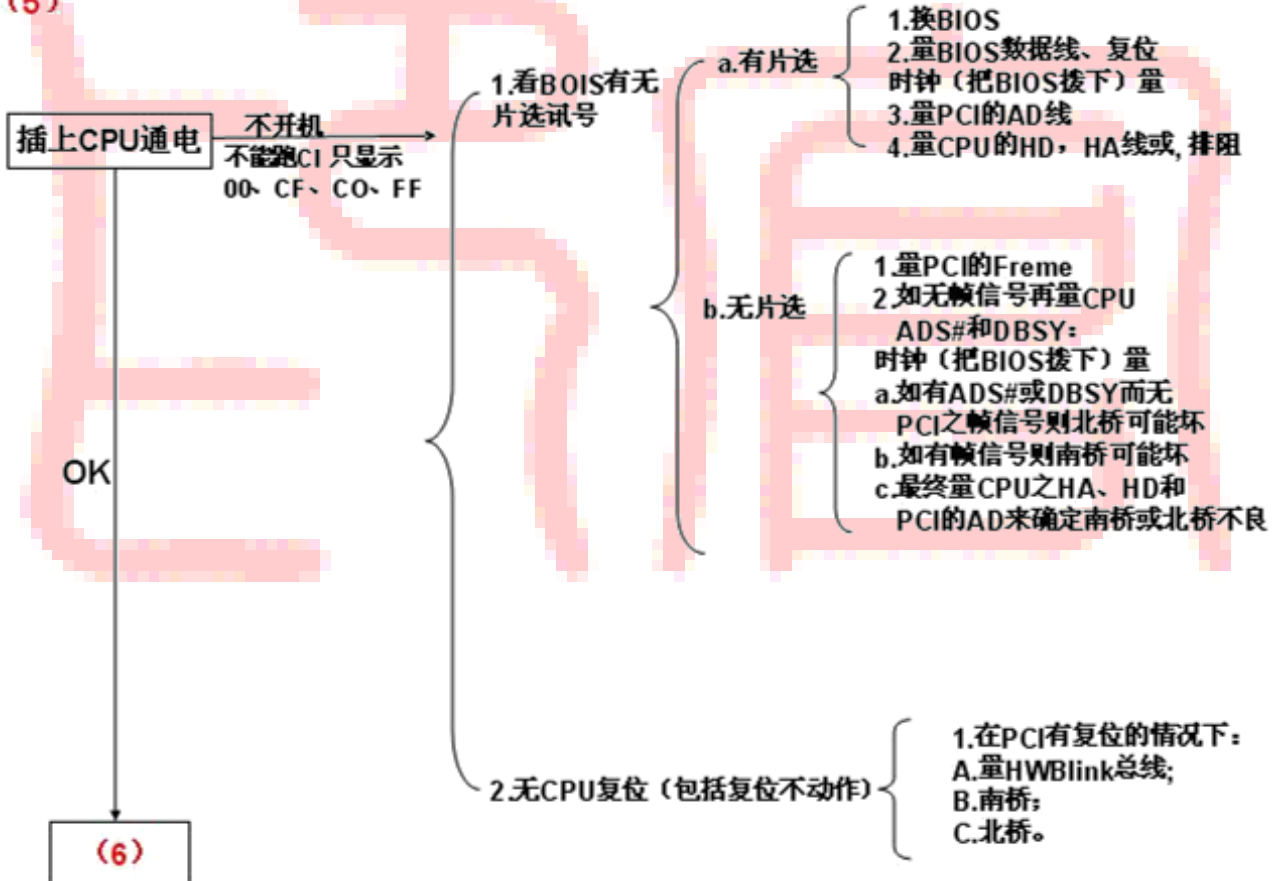 （5）
插上CPU通电
不开机
不能跑C1 只显示
00、CF、CO、FF
OK
（6）
1.看BOIS有无
片选讯号
a.有片选
1.换BIOS
2.量BIOS数据线、复位
时钟（把BIOS拨下）量
3.量PCI的AD线
4.量CPU的HD，HA线或,排阻
b.无片选
1.量PCI的Freme
2.如无帧信号再量CPU
ADS#和DBSY：
时钟（把BIOS拨下）量
a.如有ADS#或DBSY而无
PCI之帧信号则北桥可能坏
b.如有帧信号则南桥可能坏
c.最终量CPU之HA、HD和
PCI的AD来确定南桥或北桥不良
2.无CPU复位（包括复位不动作）
1.在PCI有复位的情况下：
A.量HWBlink总线;
B.南桥；
C.北桥。